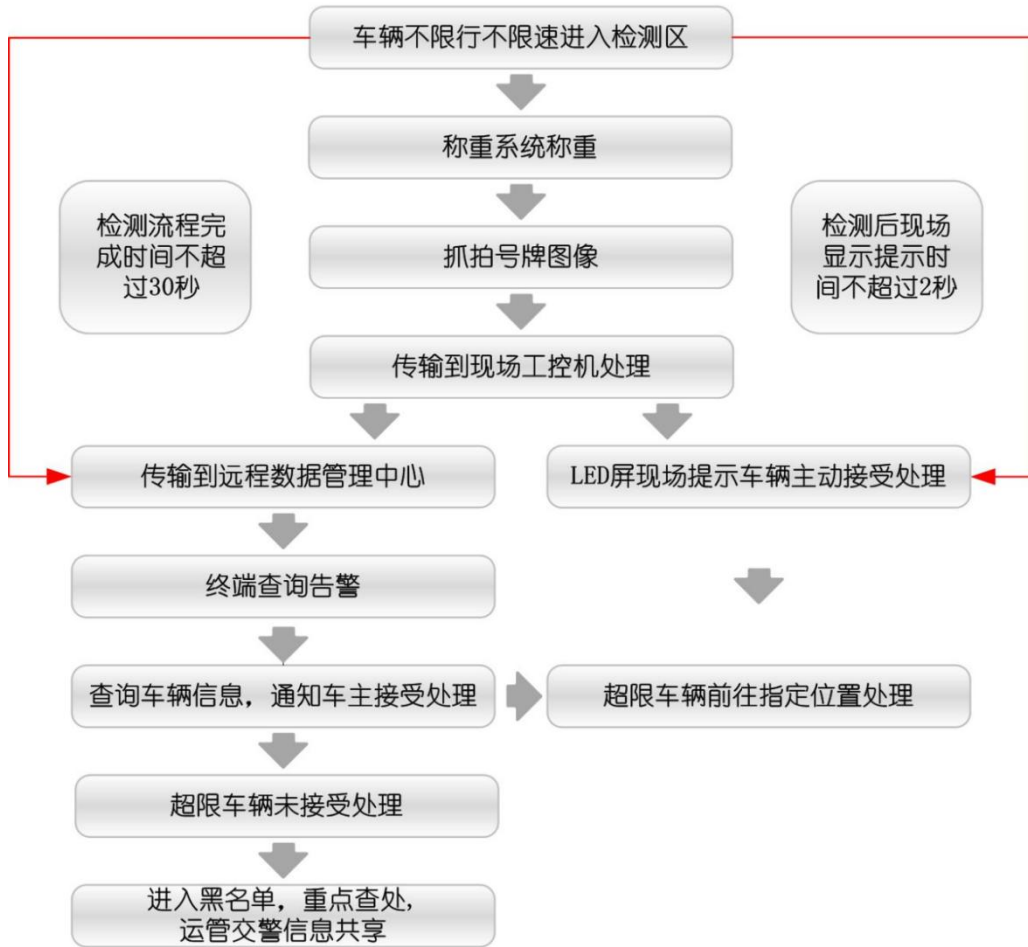 车辆不限行不限速进入检测区
称重系统称重
检测流程完
成时间不超
过30秒
抓拍号牌图像
检测后现场
显示提示时
间不超过2秒
传输到现场工控机处理
传输到远程数据管理中心
LED屏现场提示车辆主动接受处理
终端查询告警
查询车辆信息，通知车主接受处理
超限车辆前往指定位置处理
超限车辆未接受处理
进入黑名单，重点查处，
运管交警信息共享